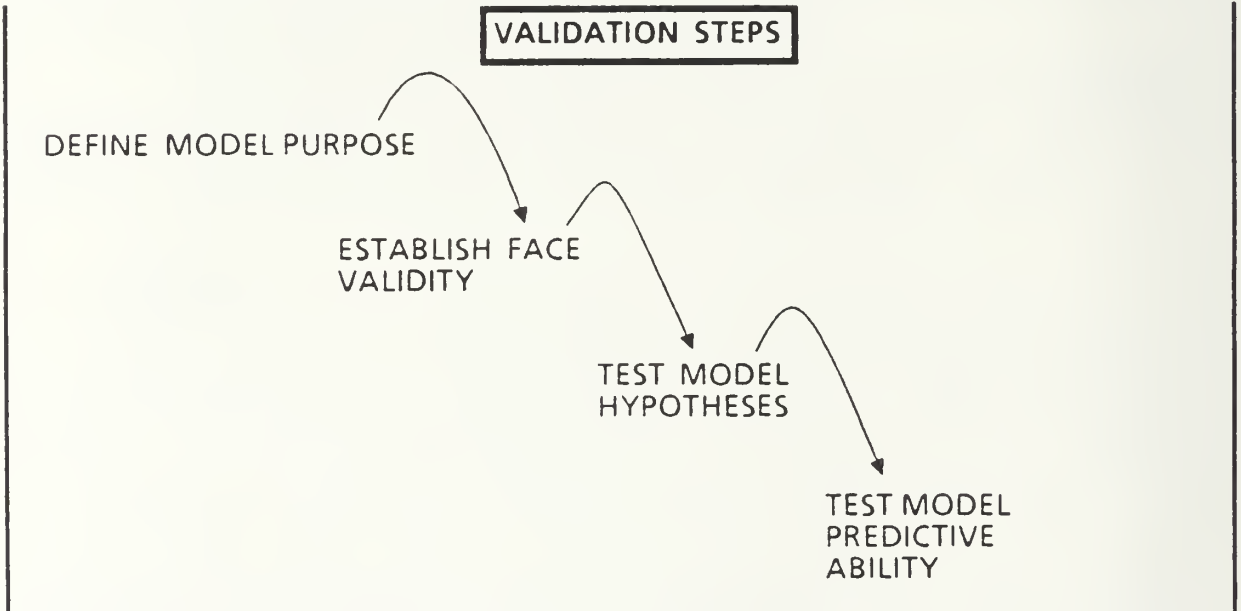 VALIDATION STEPS
DEFINE MODEL PURPOSE
ESTABLISH FACE
VALIDITY
TEST MODEL
HYPOTHESES
TEST MODEL
PREDICTIVE
ABILITY